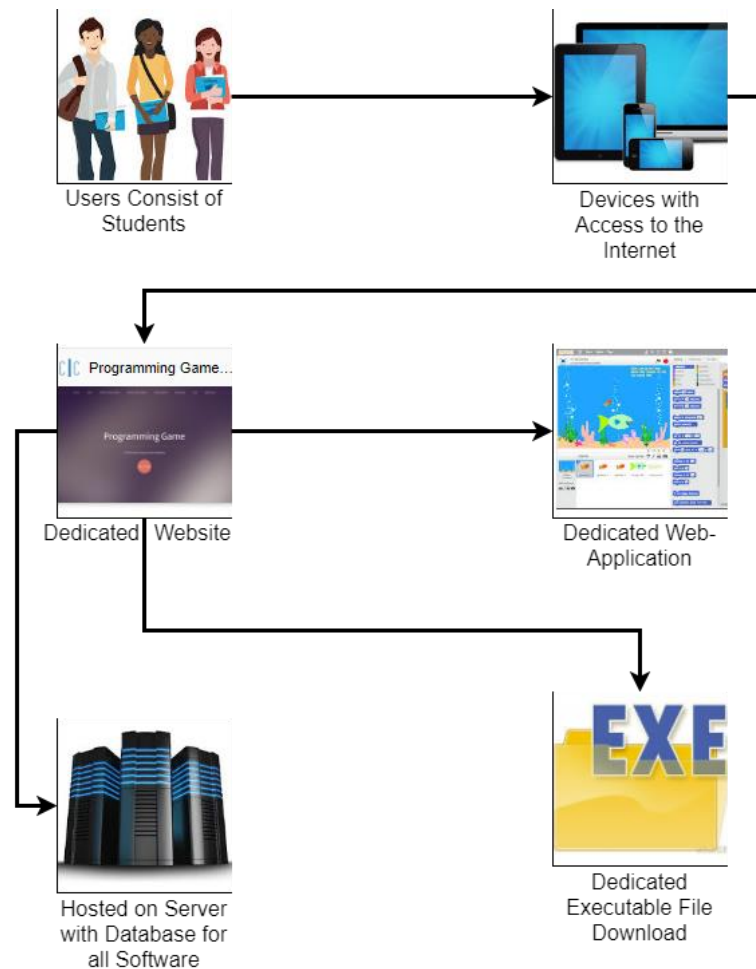 Users Consist of
Students
Devices with
Access to the
Internet
C|C Programming Game...
Programming Game
Dedicated Website
Dedicated Web-
Application
EXE
Hosted on Server
with Database for
all Software
Dedicated
Executable File
Download